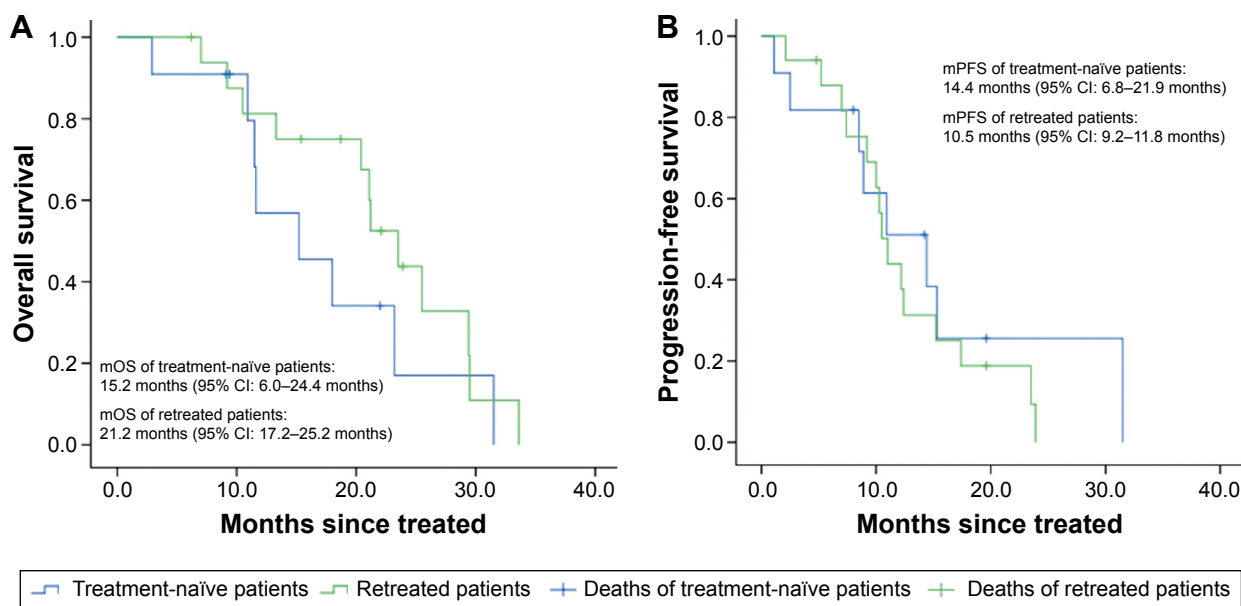 A
Overall survival
1.0
0.8
0.6
0.4
0.2
0.0
mOS of treatment-naïve patients:
15.2 months (95% CI: 6.0–24.4 months)
mOS of retreated patients:
21.2 months (95% CI: 17.2–25.2 months)
0.0 10.0 20.0 30.0 40.0
Months since treated
B
Progression-free survival
1.0
0.8
0.6
0.4
0.2
0.0
mPFS of treatment-naïve patients:
14.4 months (95% CI: 6.8–21.9 months)
mPFS of retreated patients:
10.5 months (95% CI: 9.2–11.8 months)
0.0 10.0 20.0 30.0 40.0
Months since treated
Treatment-naïve patients Retreated patients Deaths of treatment-naïve patients Deaths of retreated patients